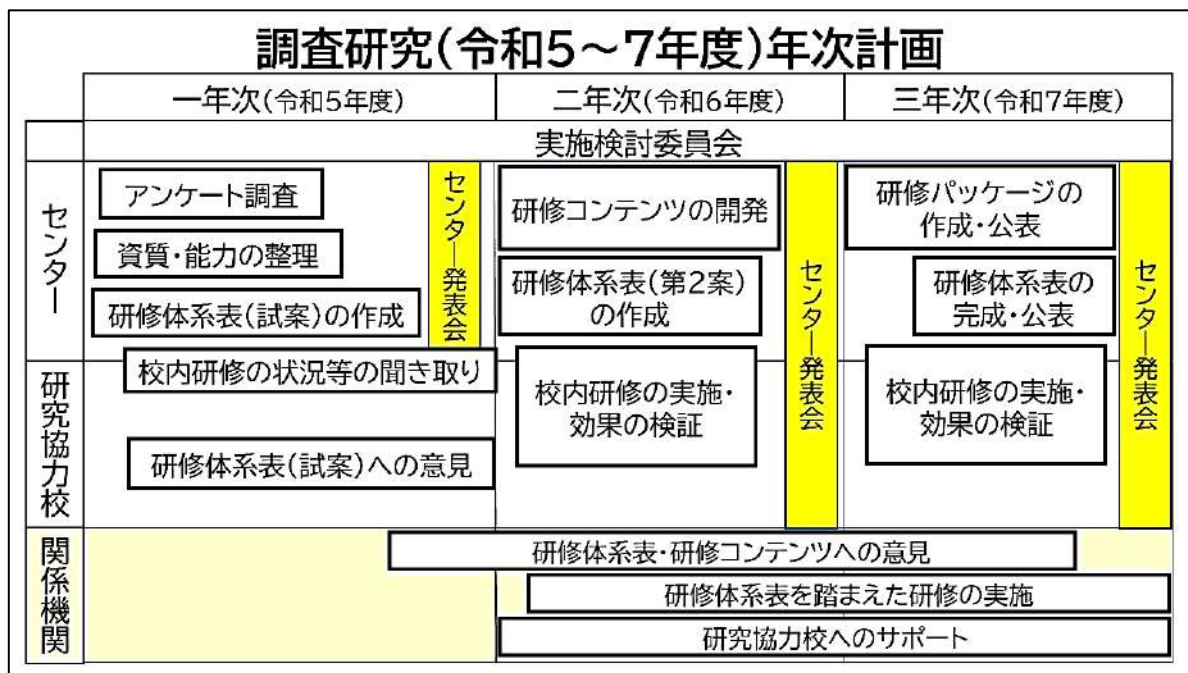 調査研究(令和5～7年度)年次計画
一年次(令和5年度)
二年次(令和6年度)
三年次(令和7年度)
実施検討委員会
センター
アンケート調査
資質・能力の整理
研修体系表(試案)の作成
センター発表会
研修コンテンツの開発
研修体系表(第2案)
の作成
センター発表会
研修パッケージの
作成・公表
研修体系表の
完成・公表
センター発表会
研究協力校
校内研修の状況等の聞き取り
研修体系表(試案)への意見
校内研修の実施・
効果の検証
校内研修の実施・
効果の検証
関係機関
研修体系表・研修コンテンツへの意見
研修体系表を踏まえた研修の実施
研究協力校へのサポート